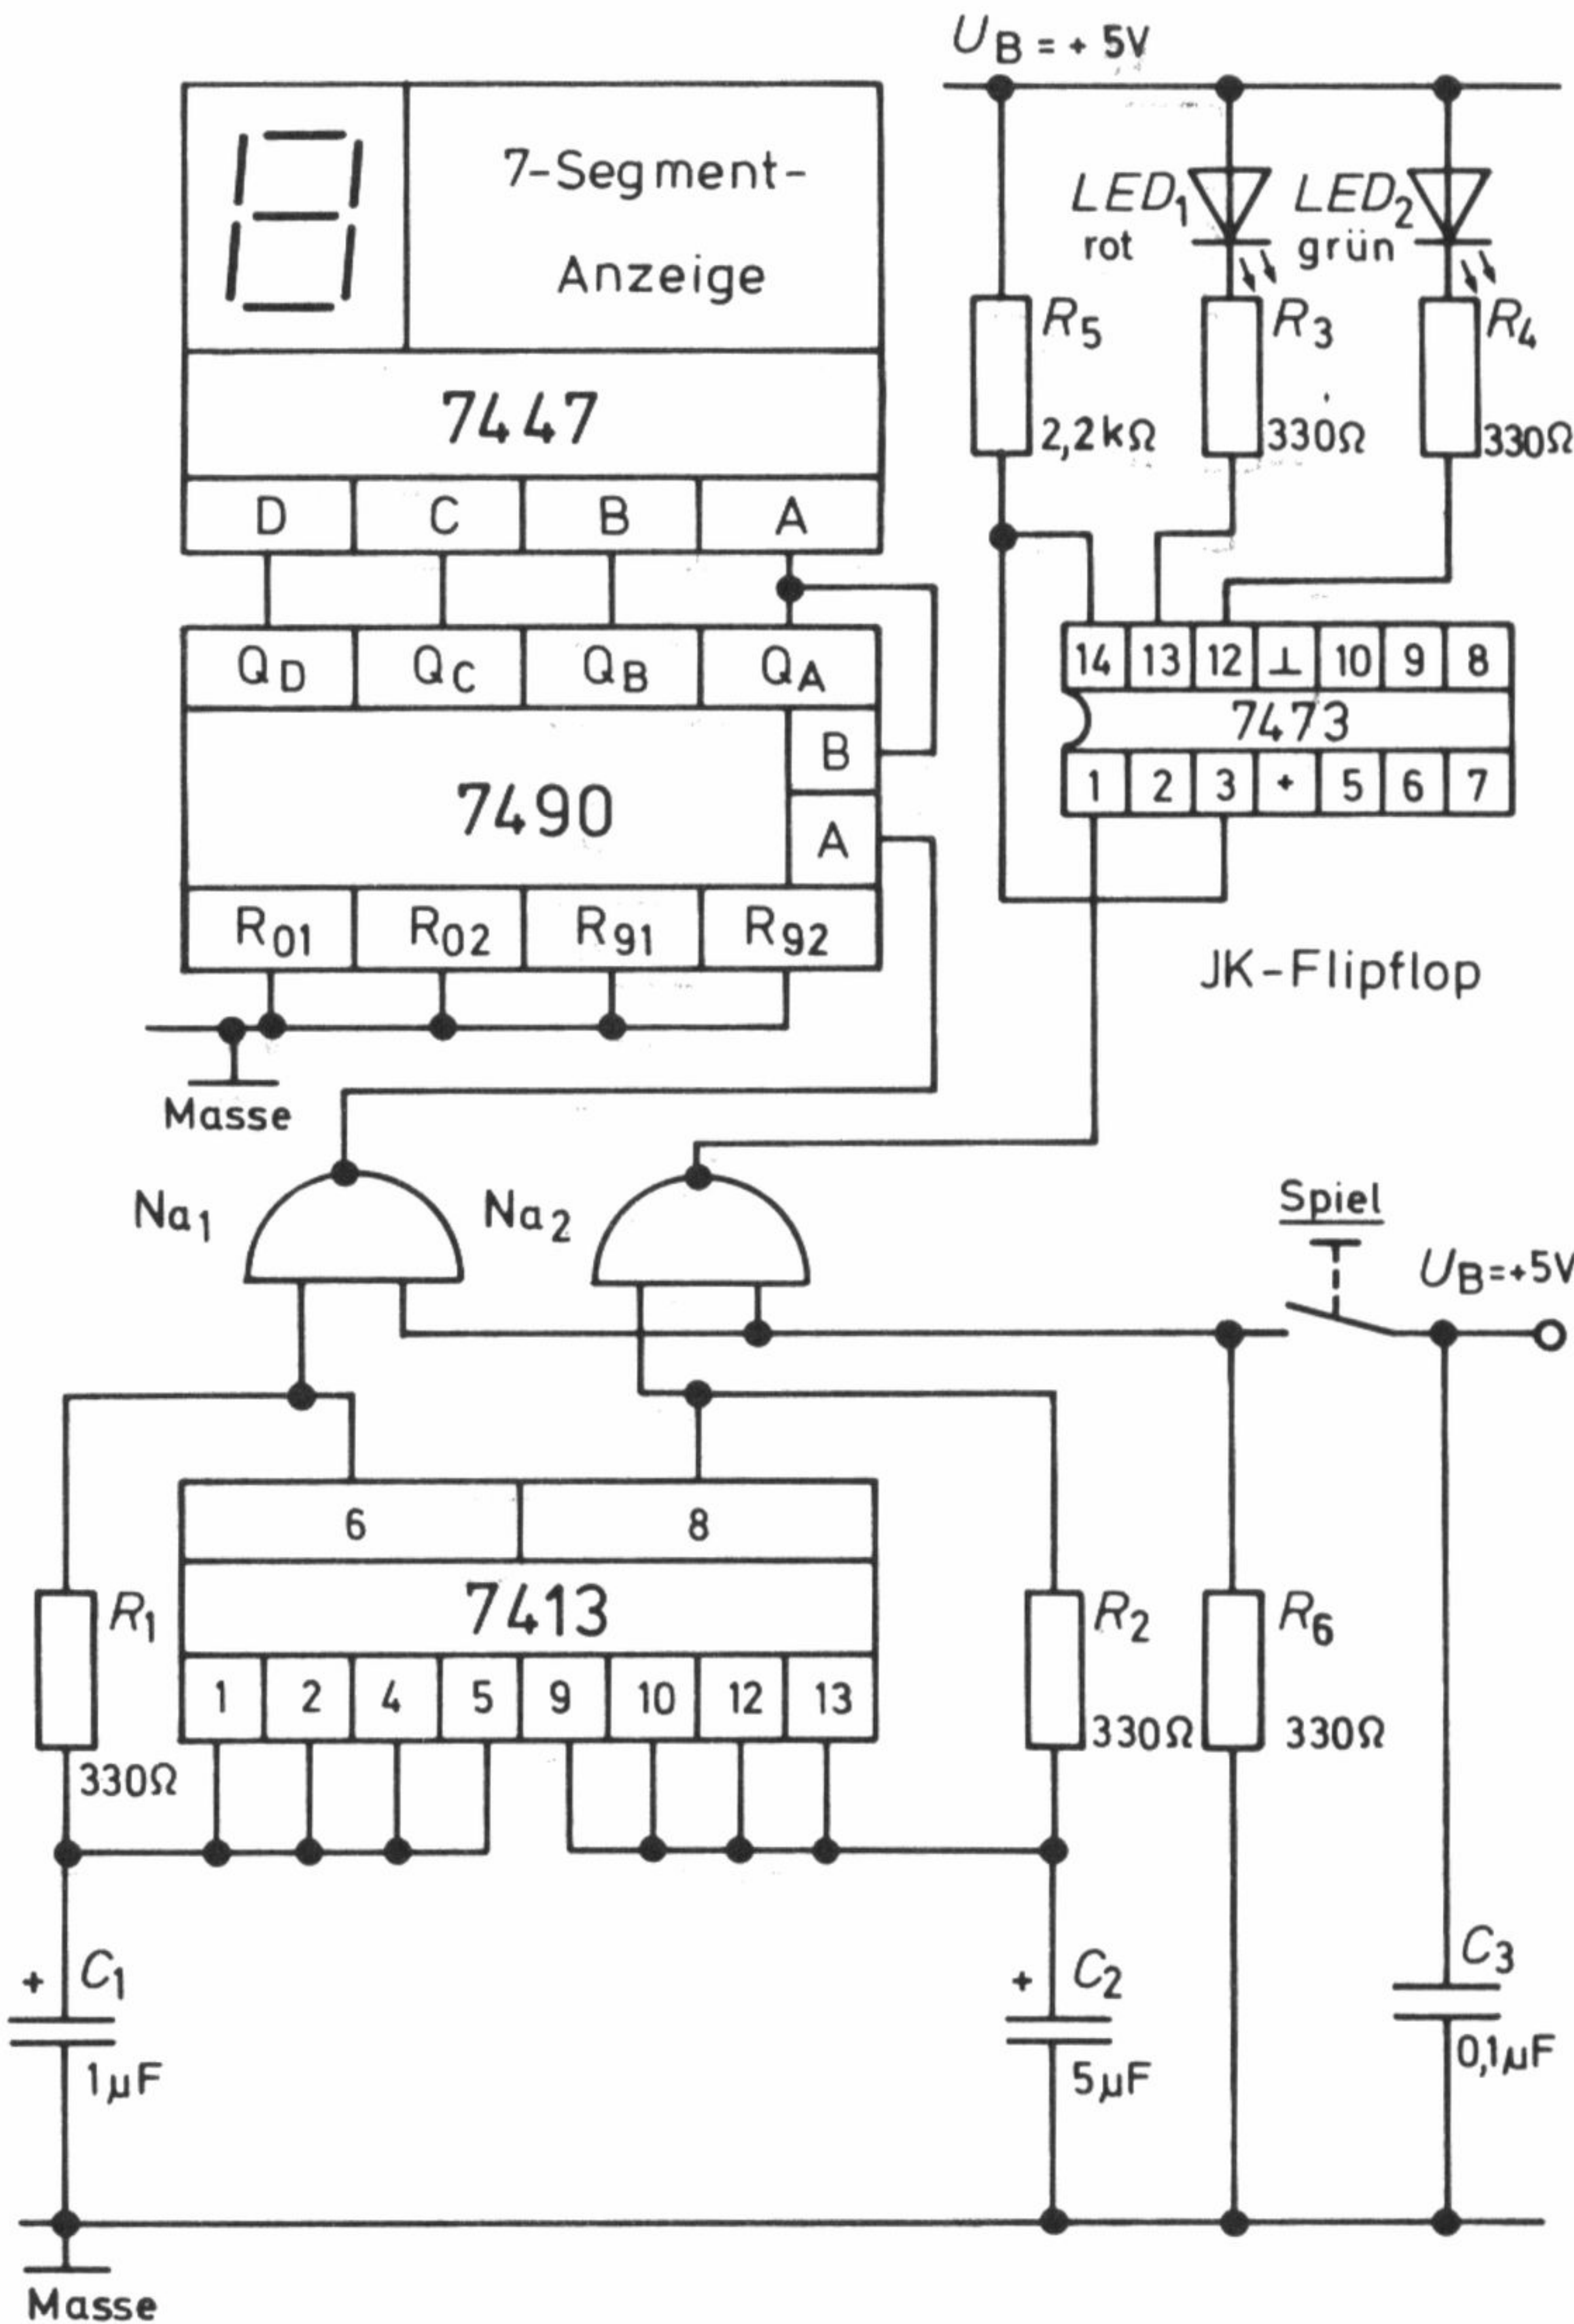 U B = + 5V
7-Segment-
Anzeige
LED1
rot
LED2
grün
R5
2,2kΩ
R3
330Ω
R4
330Ω
7447
D C B A
QD QC QB QA
B
7490
A
R01 R02 R91 R92
Masse
14 13 12 ⊥ 10 9 8
7473
1 2 3 + 5 6 7
JK-Flipflop
Na1
Na2
Spiel
UB=+5V
6 8
7413
1 2 4 5 9 10 12 13
R1
330Ω
R2
330Ω
R6
330Ω
+ C1
1µF
+ C2
5µF
C3
0,1µF
Masse